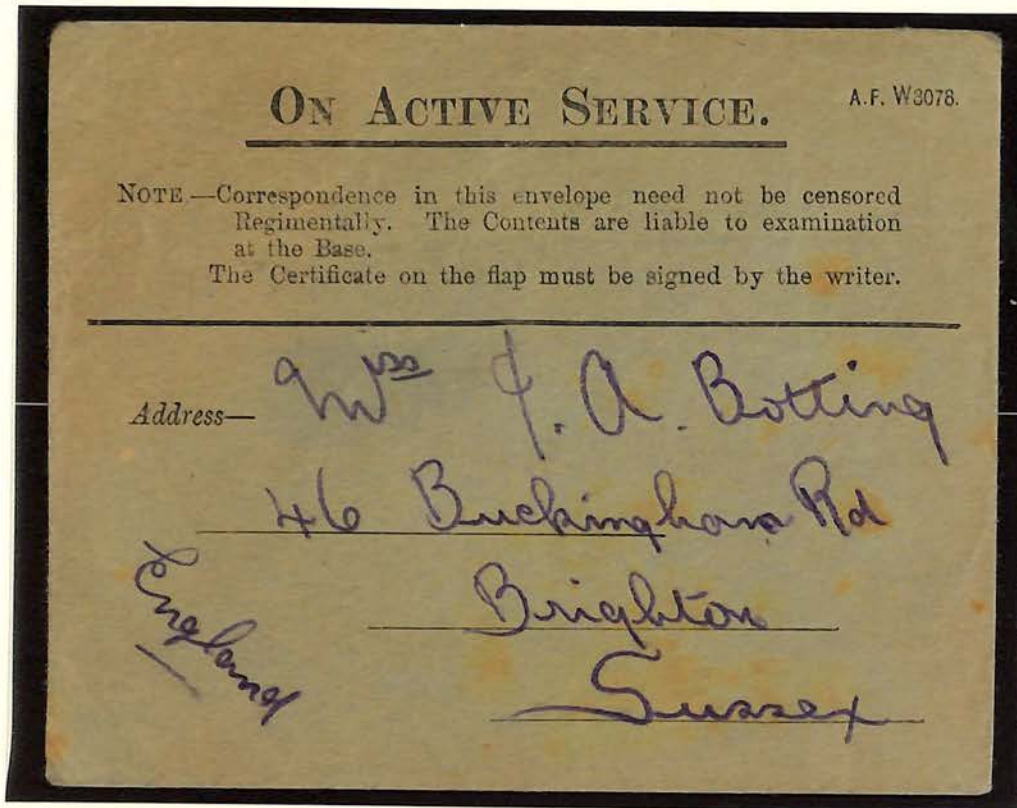 ON ACTIVE SERVICE.
A.F. W3078.
NOTE.—Correspondence in this envelope need not be censored
Regimentally. The Contents are liable to examination
at the Base.
The Certificate on the flap must be signed by the writer.
Address— Miss J. A. Botting
46 Buckingham Rd
Brighton
Sussex
England